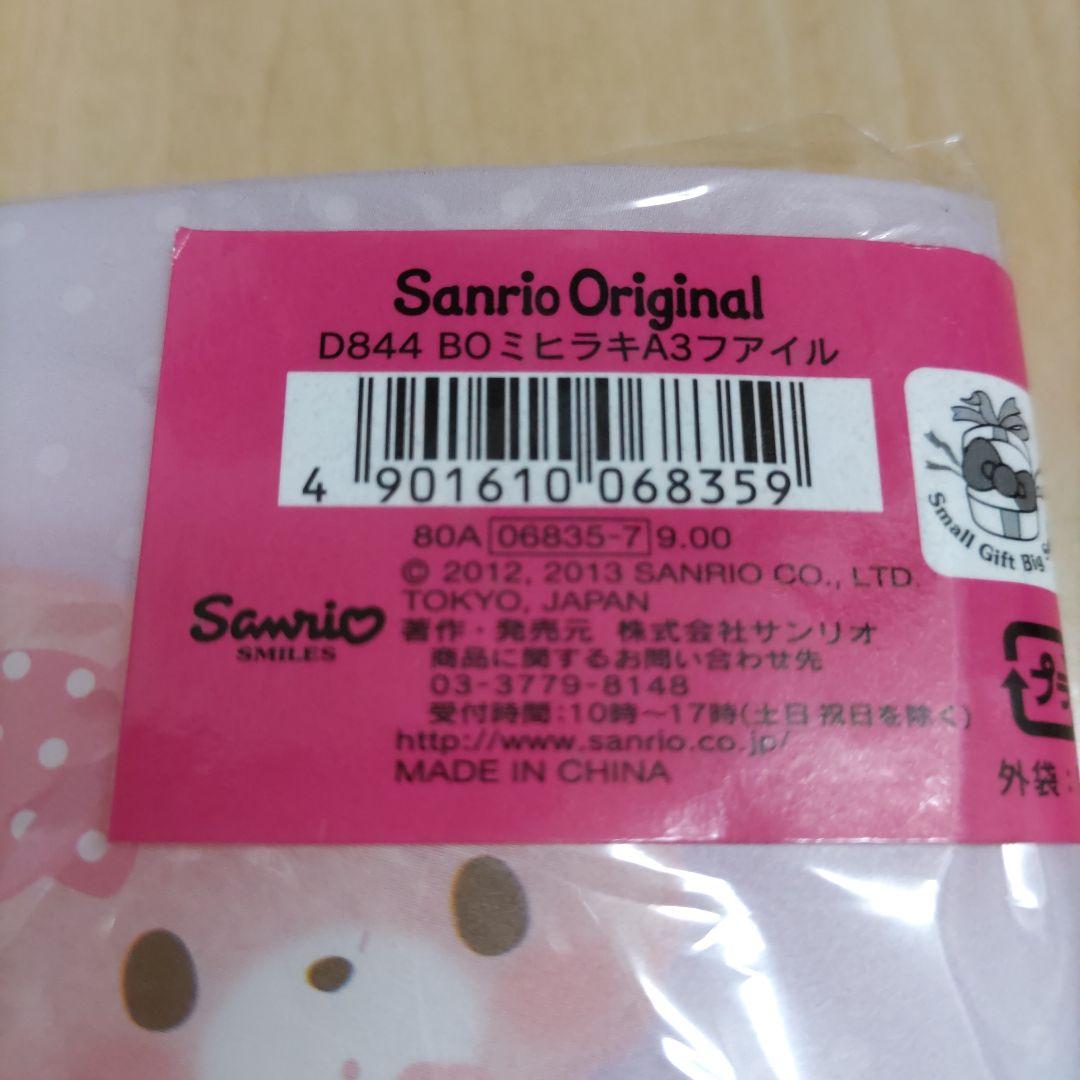 Sanrio Original
D844 BOミヒラキA3フアイル
4 901610 068359
80A 06835-7 9.00
© 2012, 2013 SANRIO CO., LTD.
TOKYO, JAPAN
著作・発売元 株式会社サンリオ
商品に関するお問い合わせ先
03-3779-8148
受付時間:10時〜17時(土日祝日を除く)
http://www.sanrio.co.jp/
MADE IN CHINA
Sanrio
SMILES
Small Gift Big
プ
外袋: